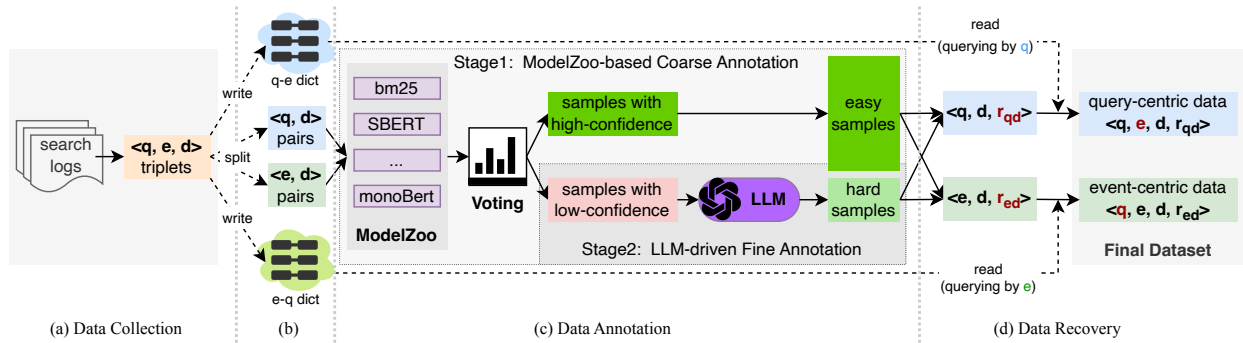 search
logs
<q, e, d>
triplets
(a) Data Collection
q-e dict
write
<q, d>
pairs
split
<e, d>
pairs
write
e-q dict
(b)
Stage1: ModelZoo-based Coarse Annotation
bm25
SBERT
...
monoBert
ModelZoo
Voting
samples with
high-confidence
easy
samples
samples with
low-confidence
LLM
hard
samples
Stage2: LLM-driven Fine Annotation
(c) Data Annotation
read
(querying by q)
<q, d, rqd>
query-centric data
<q, e, d, rqd>
<e, d, red>
event-centric data
<q, e, d, red>
read
(querying by e)
Final Dataset
(d) Data Recovery